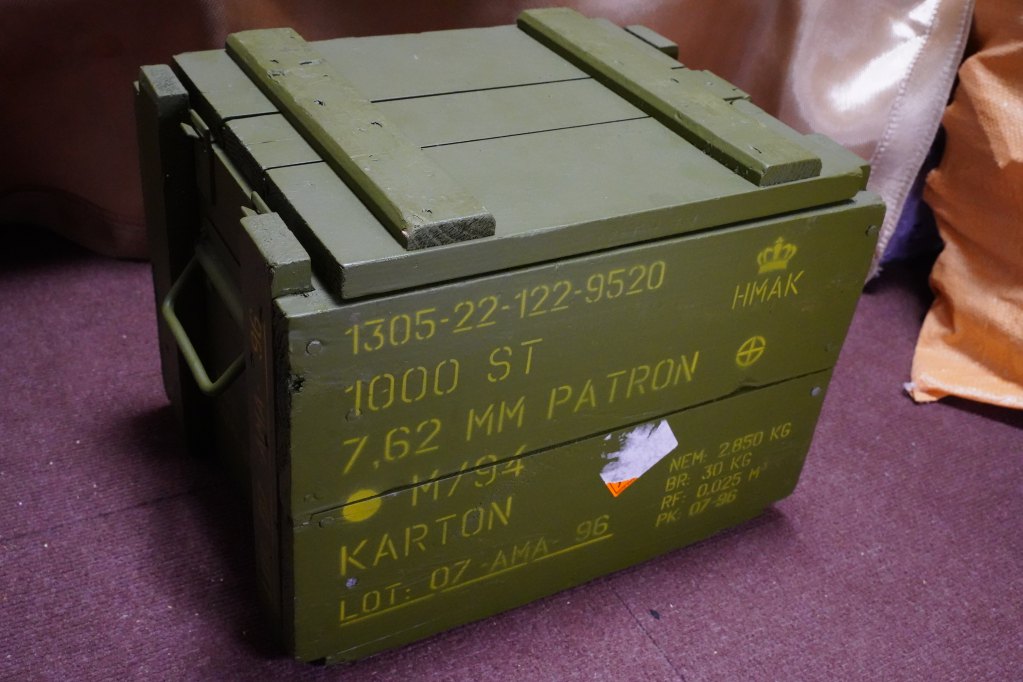 1305-22-122-9520
HMAK
1000 ST
7,62 MM PATRON
M/94
KARTON
LOT: 07-AMA-96
NEM: 2.850 KG
BR: 30 KG
RF: 0.025 M³
PK: 07-96